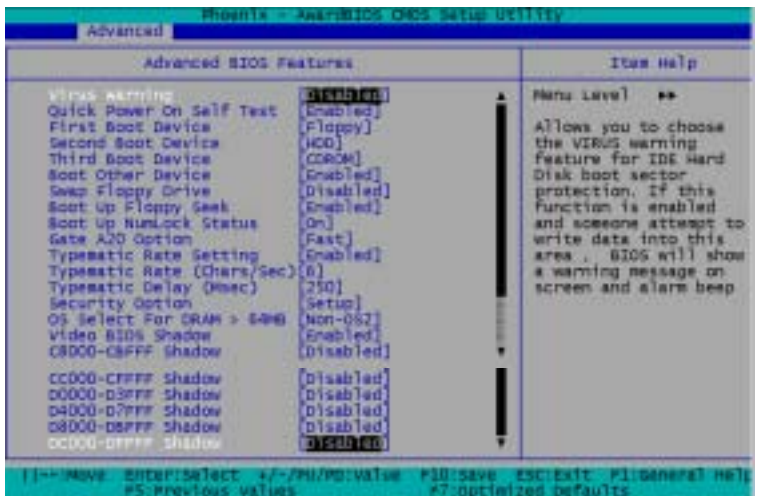 Phoenix - AwardBIOS CMOS Setup Utility
Advanced
Advanced BIOS Features
Item Help
Virus Warning [Disabled]
Quick Power On Self Test [Enabled]
First Boot Device [Floppy]
Second Boot Device [HDD]
Third Boot Device [CDROM]
Boot Other Device [Enabled]
Swap Floppy Drive [Disabled]
Boot Up Floppy Seek [Enabled]
Boot Up NumLock Status [On]
Gate A20 Option [Fast]
Typematic Rate Setting [Enabled]
Typematic Rate (Chars/Sec) [6]
Typematic Delay (Msec) [250]
Security Option [Setup]
OS Select For DRAM > 64MB [Non-OS2]
Video BIOS Shadow [Enabled]
C8000-CBFFF Shadow [Disabled]
CC000-CFFFF Shadow [Disabled]
D0000-D3FFF Shadow [Disabled]
D4000-D7FFF Shadow [Disabled]
D8000-DBFFF Shadow [Disabled]
DC000-DFFFF Shadow [Disabled]
Menu Level ▸▸
Allows you to choose
the VIRUS warning
feature for IDE Hard
Disk boot sector
protection. If this
function is enabled
and someone attempt to
write data into this
area , BIOS will show
a warning message on
screen and alarm beep
:Move Enter:Select +/-/PU/PD:Value F10:Save ESC:Exit F1:General Help
F5:Previous Values F7:Optimized Defaults